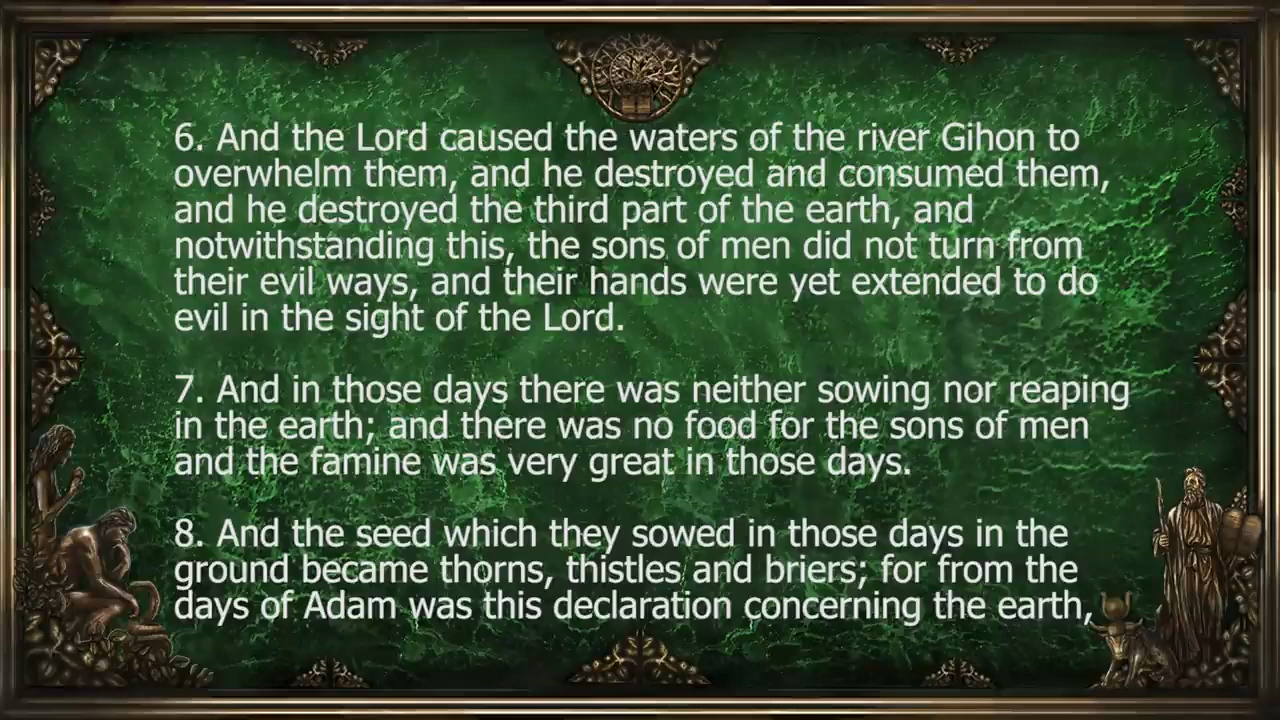 6. And the Lord caused the waters of the river Gihon to
overwhelm them, and he destroyed and consumed them,
and he destroyed the third part of the earth, and
notwithstanding this, the sons of men did not turn from
their evil ways, and their hands were yet extended to do
evil in the sight of the Lord.
7. And in those days there was neither sowing nor reaping
in the earth; and there was no food for the sons of men
and the famine was very great in those days.
8. And the seed which they sowed in those days in the
ground became thorns, thistles and briers; for from the
days of Adam was this declaration concerning the earth,